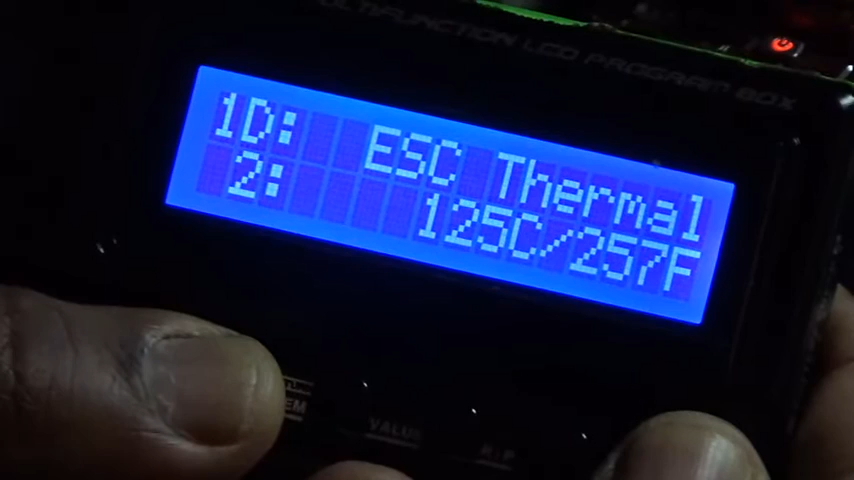 MULTIFUNCTION LCD PROGRAM BOX
1D: ESC Thermal
2: 125C/257F
VALUE
R/P